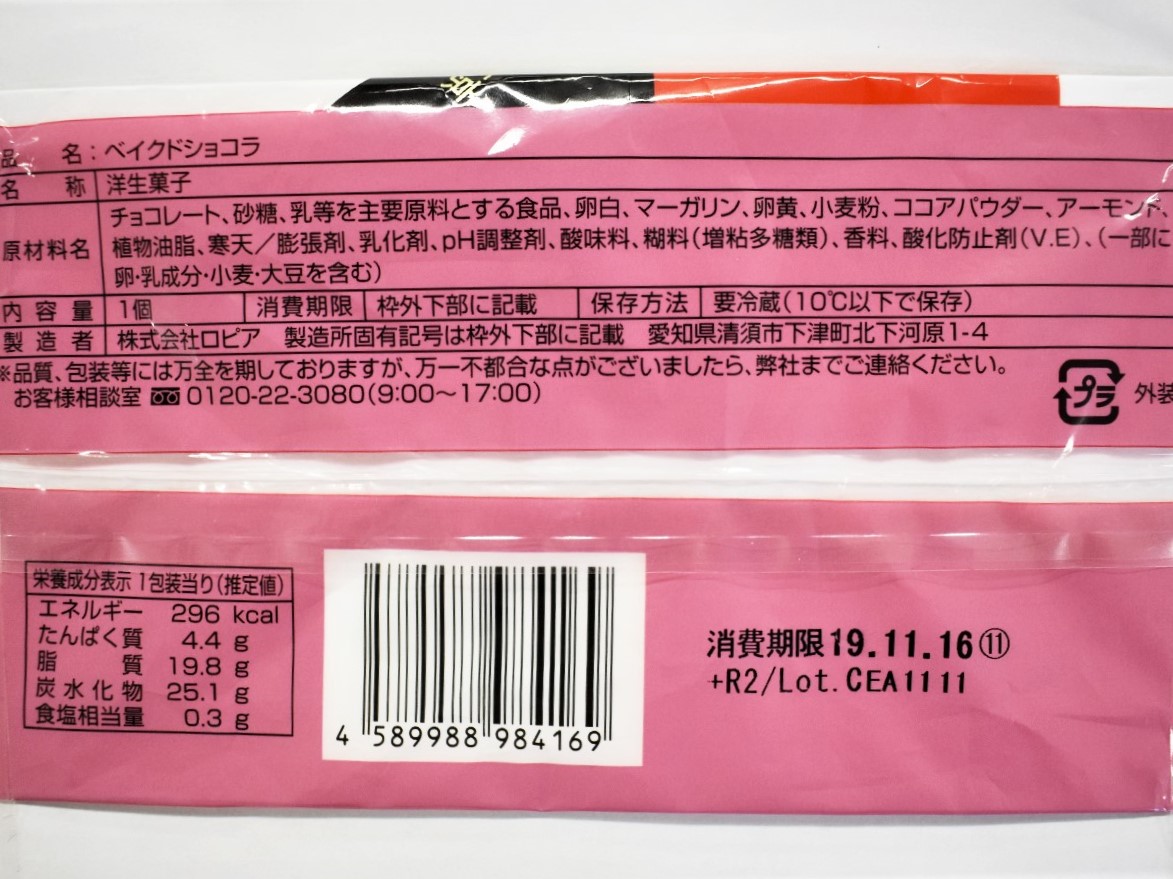 品 名：ベイクドショコラ
名 称 洋生菓子
原材料名 チョコレート、砂糖、乳等を主要原料とする食品、卵白、マーガリン、卵黄、小麦粉、ココアパウダー、アーモンド、
植物油脂、寒天／膨張剤、乳化剤、pH調整剤、酸味料、糊料（増粘多糖類）、香料、酸化防止剤（V.E）、（一部に
卵・乳成分・小麦・大豆を含む）
内容量 1個 消費期限 枠外下部に記載 保存方法 要冷蔵（10℃以下で保存）
製造者 株式会社ロピア 製造所固有記号は枠外下部に記載 愛知県清須市下津町北下河原1-4
※品質、包装等には万全を期しておりますが、万一不都合な点がございましたら、弊社までご連絡ください。
お客様相談室 0120-22-3080（9:00〜17:00）
プラ 外装
栄養成分表示 1包装当り（推定値）
エネルギー 296 kcal
たんぱく質 4.4 g
脂質 19.8 g
炭水化物 25.1 g
食塩相当量 0.3 g
4 589988 984169
消費期限19.11.16⑪
+R2/Lot.CEA1111